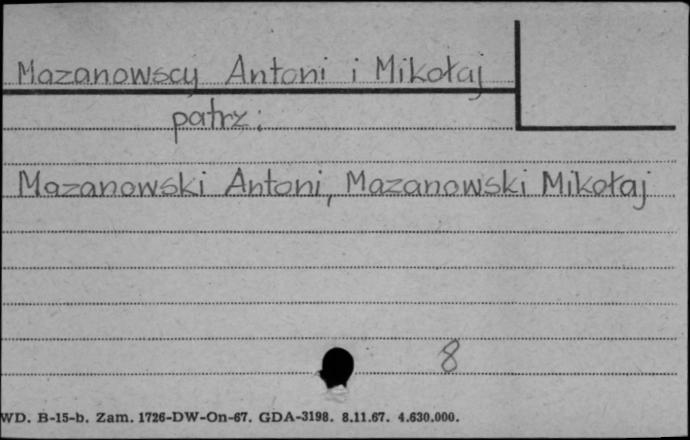 Mazanowscy Antoni i Mikołaj
patrz:
Mazanowski Antoni, Mazanowski Mikołaj
8
WD. B-15-b. Zam. 1726-DW-On-67. GDA-3198. 8.11.67. 4.630.000.